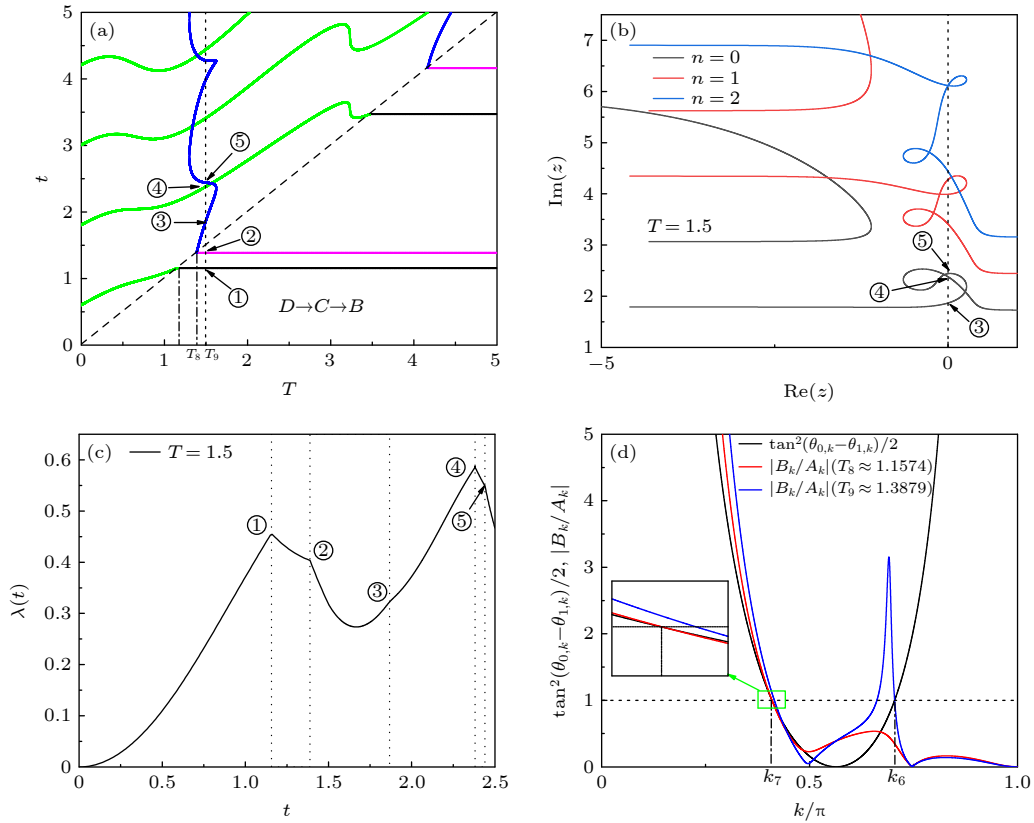 (a)
5
4
3
2
1
0
t
⑤
④
③
②
①
D→C→B
0 1 T₈ T₉ 2 3 4 5
T
(b)
7
6
5
4
3
2
1
Im(z)
n = 0
n = 1
n = 2
T = 1.5
⑤
④
③
−5 0
Re(z)
(c)
T = 1.5
0.6
0.5
0.4
0.3
0.2
0.1
0
λ(t)
①
②
③
④
⑤
0 0.5 1.0 1.5 2.0 2.5
t
(d)
5
4
3
2
1
0
tan²(θ₀,ₖ−θ₁,ₖ)/2, |Bₖ/Aₖ|
tan²(θ₀,ₖ−θ₁,ₖ)/2
|Bₖ/Aₖ|(T₈ ≈ 1.1574)
|Bₖ/Aₖ|(T₉ ≈ 1.3879)
0 k₇ 0.5 k₆ 1.0
k/π